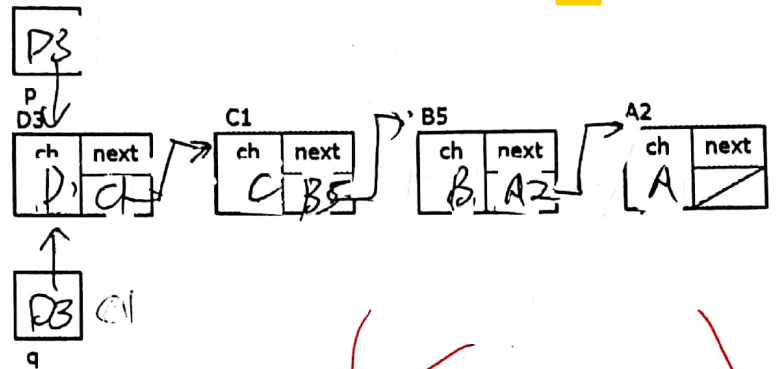 D3
p
D3 C1 B5 A2
ch next ch next ch next ch next
D C1 C B5 B A2 A
D3 C1
q